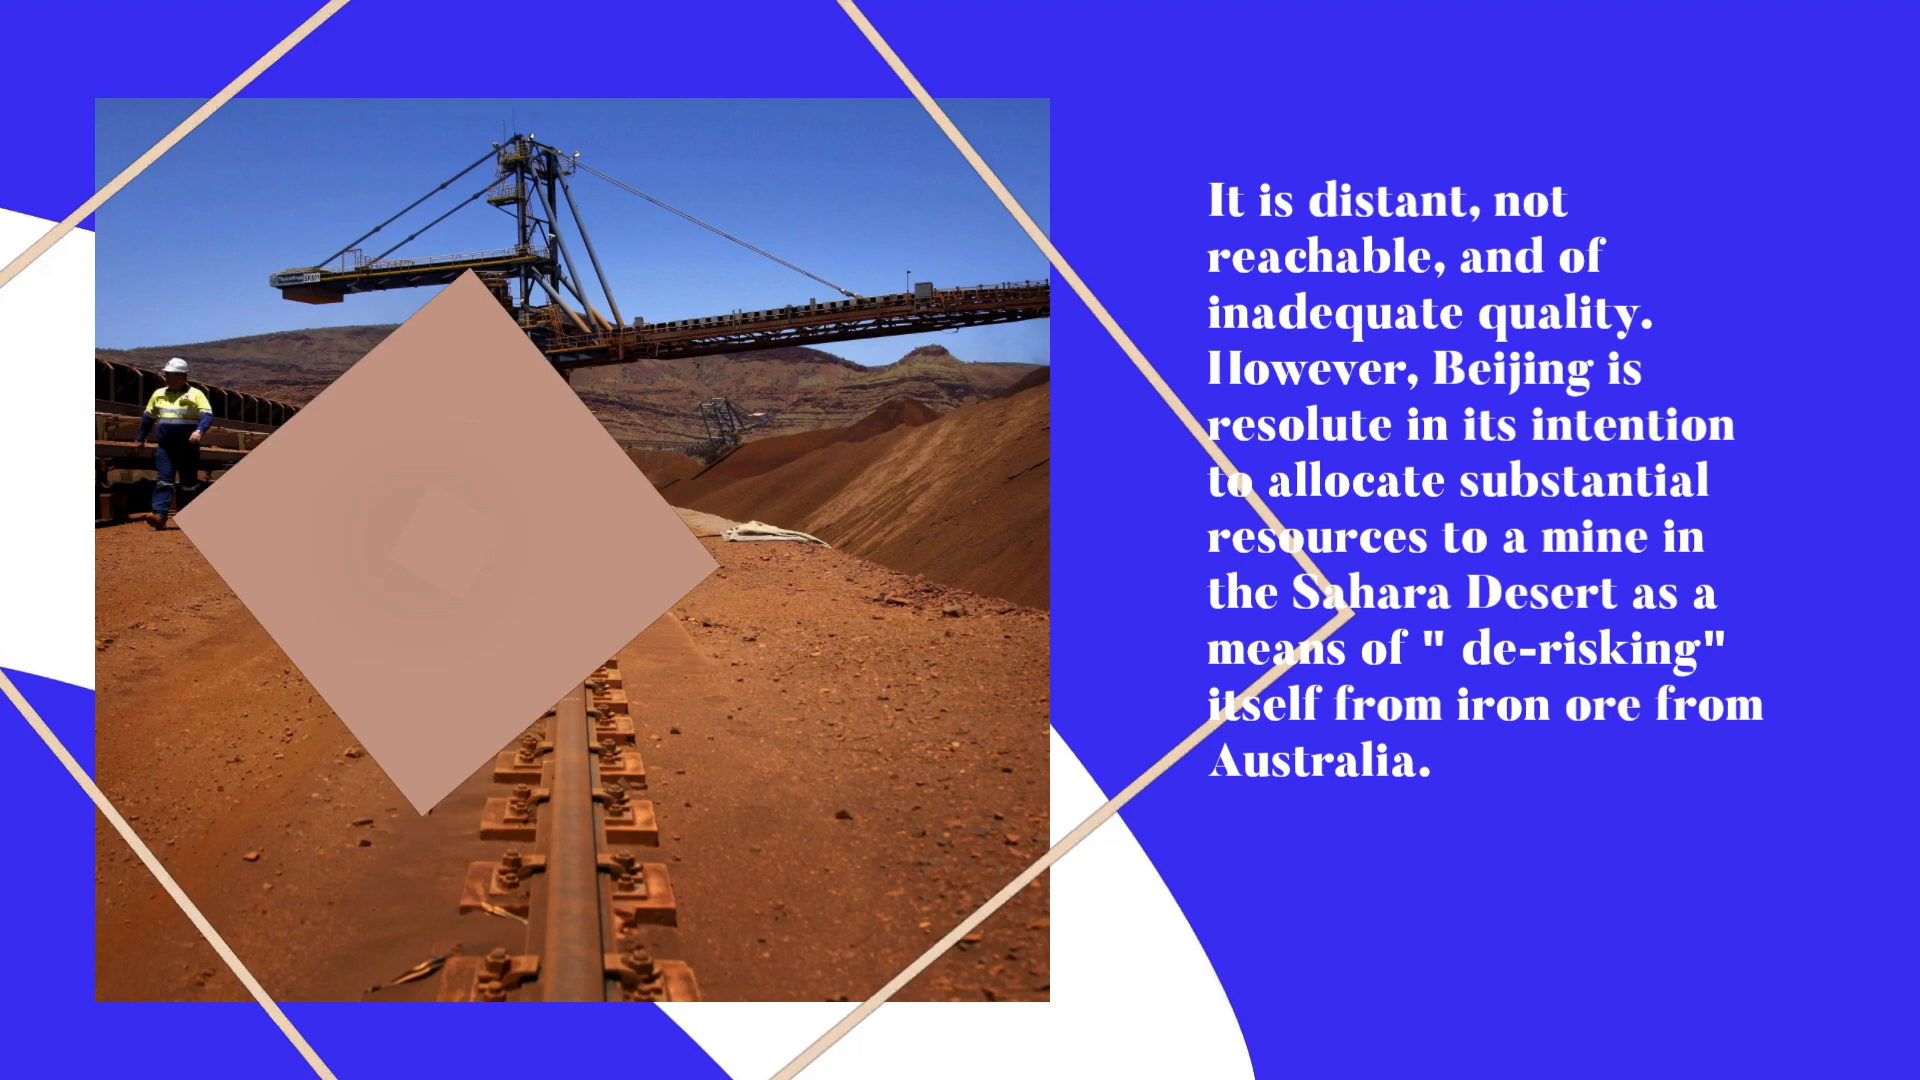 It is distant, not
reachable, and of
inadequate quality.
However, Beijing is
resolute in its intention
to allocate substantial
resources to a mine in
the Sahara Desert as a
means of " de-risking"
itself from iron ore from
Australia.